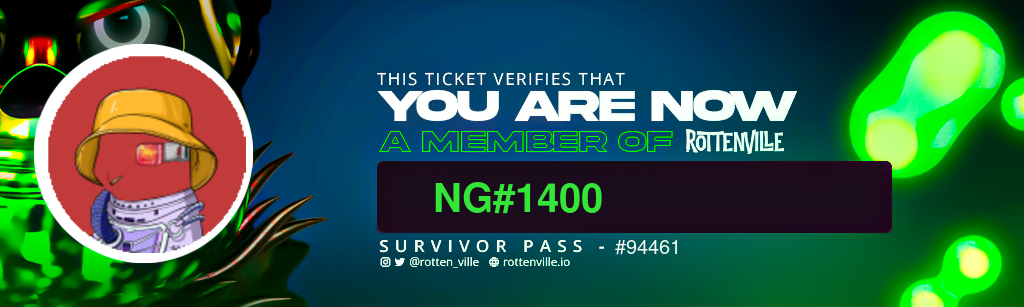 THIS TICKET VERIFIES THAT
YOU ARE NOW
A MEMBER OF ROTTENVILLE
NG#1400
SURVIVOR PASS - #94461
@rotten_ville rottenville.io